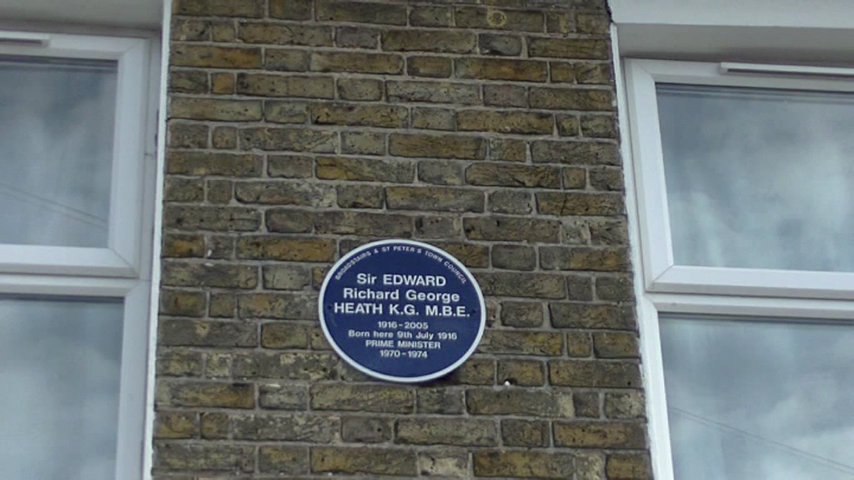 BROADSTAIRS & ST PETER'S TOWN COUNCIL
Sir EDWARD
Richard George
HEATH K.G. M.B.E.
1916-2005
Born here 9th July 1916
PRIME MINISTER
1970-1974